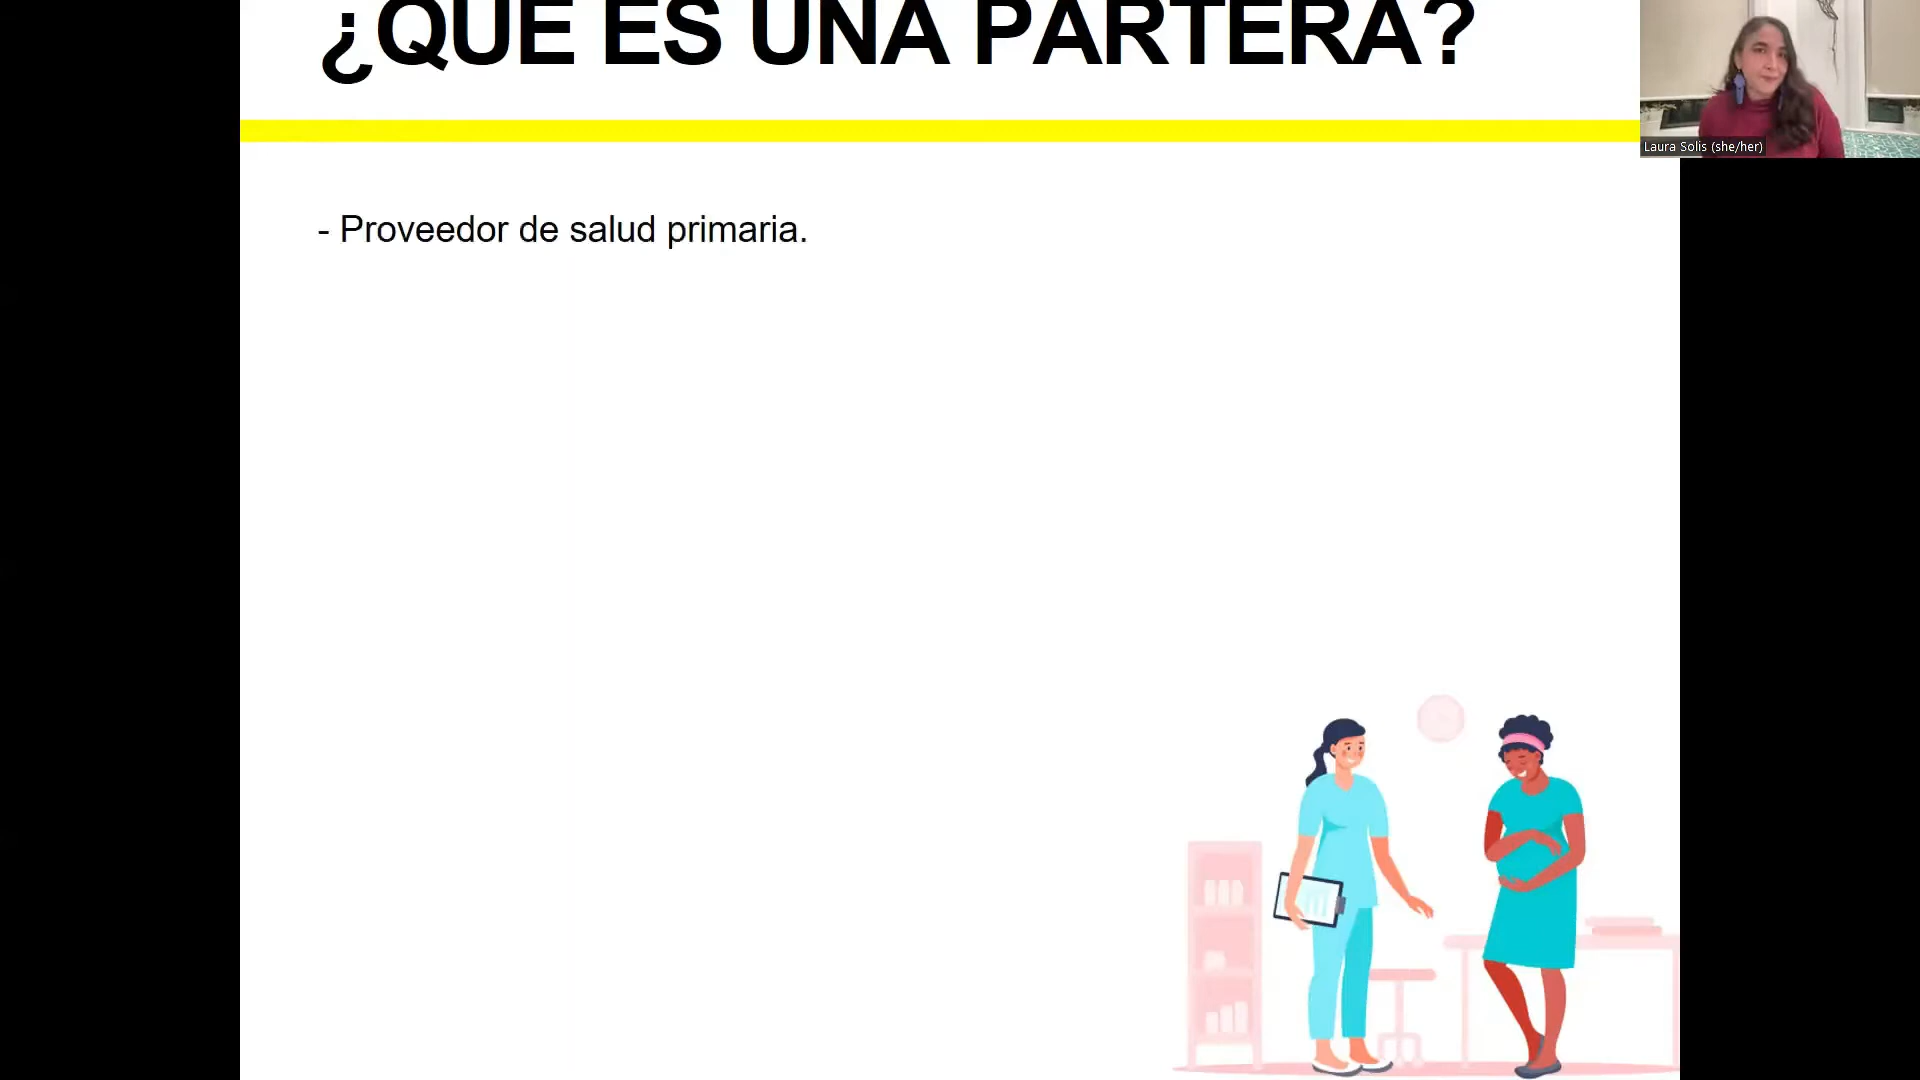 ¿QUE ES UNA PARTERA?
Laura Solis (she/her)
- Proveedor de salud primaria.